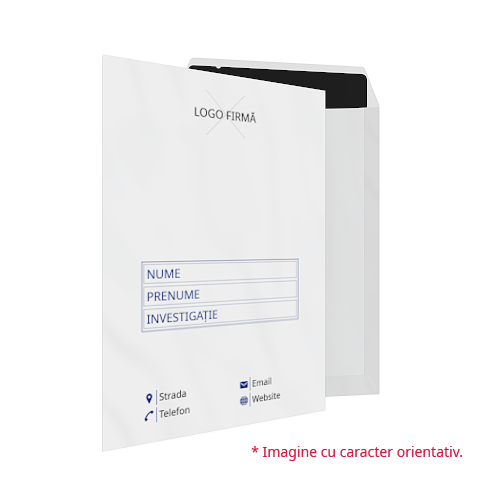 LOGO FIRMĂ
NUME
PRENUME
INVESTIGAȚIE
Strada
Telefon
Email
Website
* Imagine cu caracter orientativ.